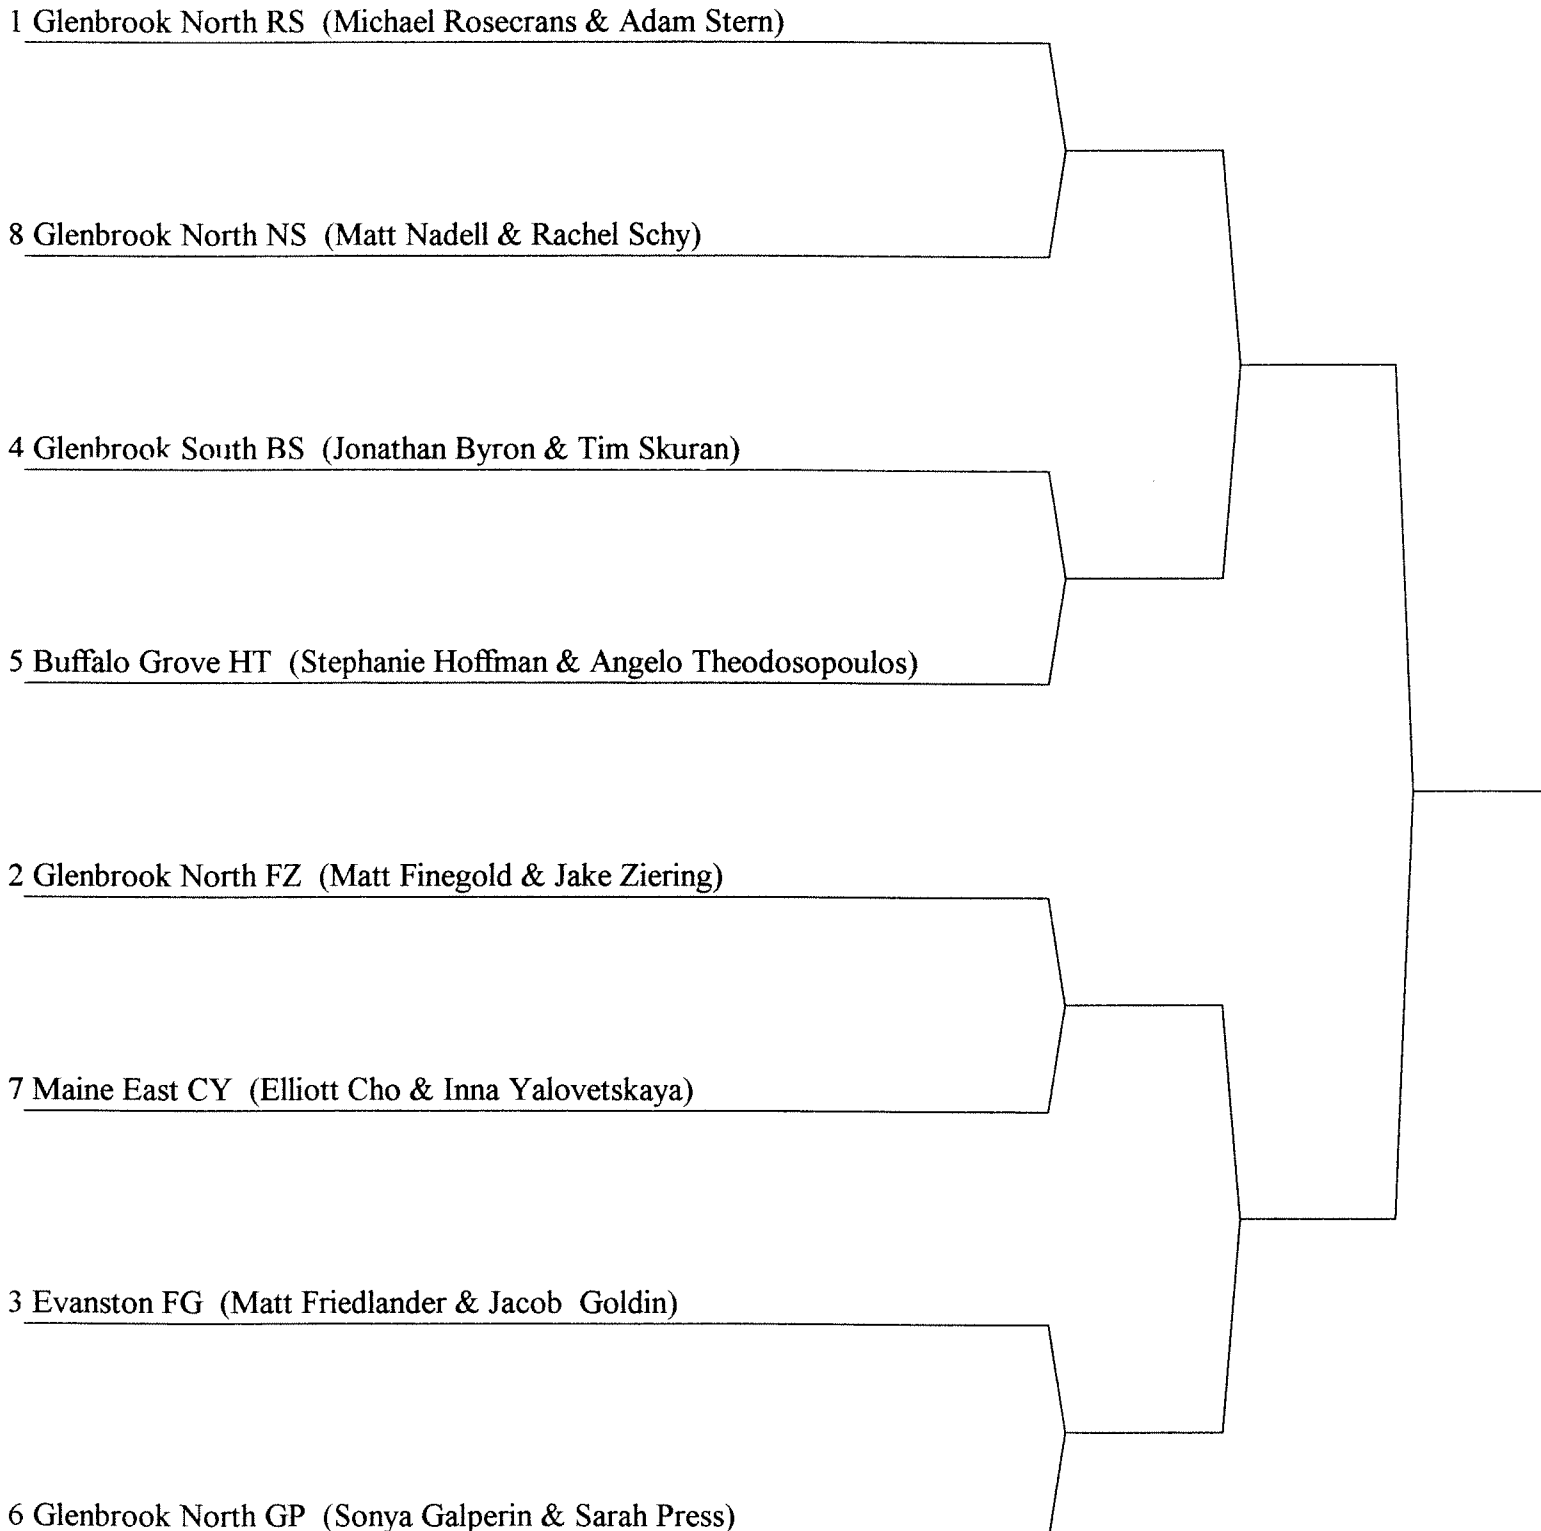 1 Glenbrook North RS (Michael Rosecrans & Adam Stern)
8 Glenbrook North NS (Matt Nadell & Rachel Schy)
4 Glenbrook South BS (Jonathan Byron & Tim Skuran)
5 Buffalo Grove HT (Stephanie Hoffman & Angelo Theodosopoulos)
2 Glenbrook North FZ (Matt Finegold & Jake Ziering)
7 Maine East CY (Elliott Cho & Inna Yalovetskaya)
3 Evanston FG (Matt Friedlander & Jacob Goldin)
6 Glenbrook North GP (Sonya Galperin & Sarah Press)